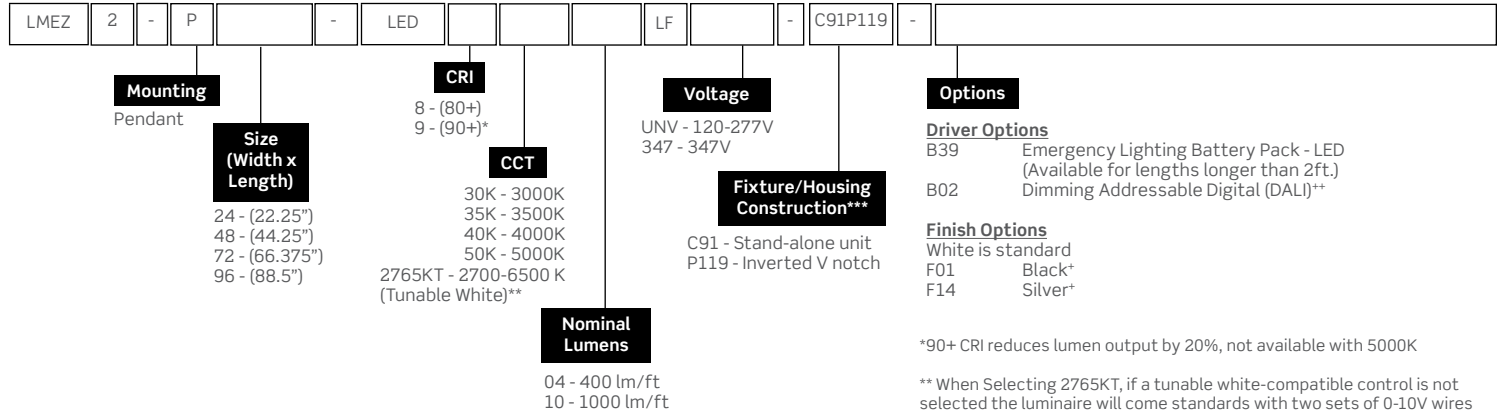 LMEZ 2 - P - LED LF - C91P119 -
Mounting
Pendant
Size
(Width x
Length)
24 - (22.25”)
48 - (44.25”)
72 - (66.375”)
96 - (88.5”)
CRI
8 - (80+)
9 - (90+)*
CCT
30K - 3000K
35K - 3500K
40K - 4000K
50K - 5000K
2765KT - 2700-6500 K
(Tunable White)**
Nominal
Lumens
04 - 400 lm/ft
10 - 1000 lm/ft
Voltage
UNV - 120-277V
347 - 347V
Fixture/Housing
Construction***
C91 - Stand-alone unit
P119 - Inverted V notch
Options
Driver Options
B39 Emergency Lighting Battery Pack - LED
(Available for lengths longer than 2ft.)
B02 Dimming Addressable Digital (DALI)++
Finish Options
White is standard
F01 Black+
F14 Silver+
*90+ CRI reduces lumen output by 20%, not available with 5000K
** When Selecting 2765KT, if a tunable white-compatible control is not
selected the luminaire will come standards with two sets of 0-10V wires